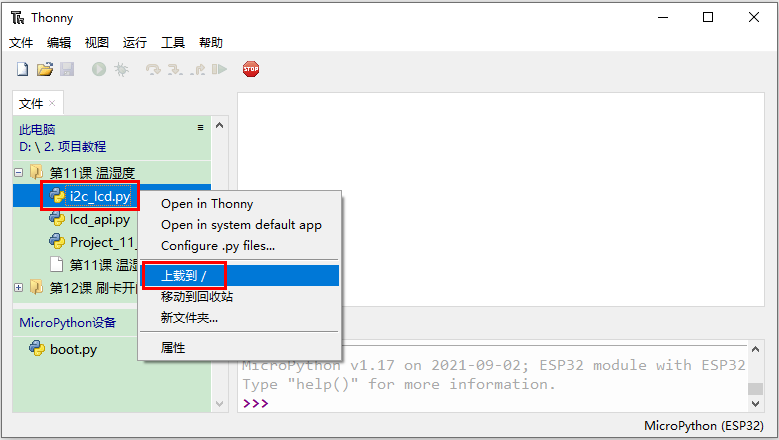 Thonny
文件 编辑 视图 运行 工具 帮助
STOP
文件 ×
此电脑 ≡
D: \ 2. 项目教程
第11课 温湿度
i2c_lcd.py
lcd_api.py
Project_11_
第11课 温湿
第12课 刷卡开
MicroPython设备
boot.py
Open in Thonny
Open in system default app
Configure .py files...
上载到 /
移动到回收站
新文件夹...
属性
MicroPython v1.17 on 2021-09-02; ESP32 module with ESP32
Type "help()" for more information.
>>>
MicroPython (ESP32)